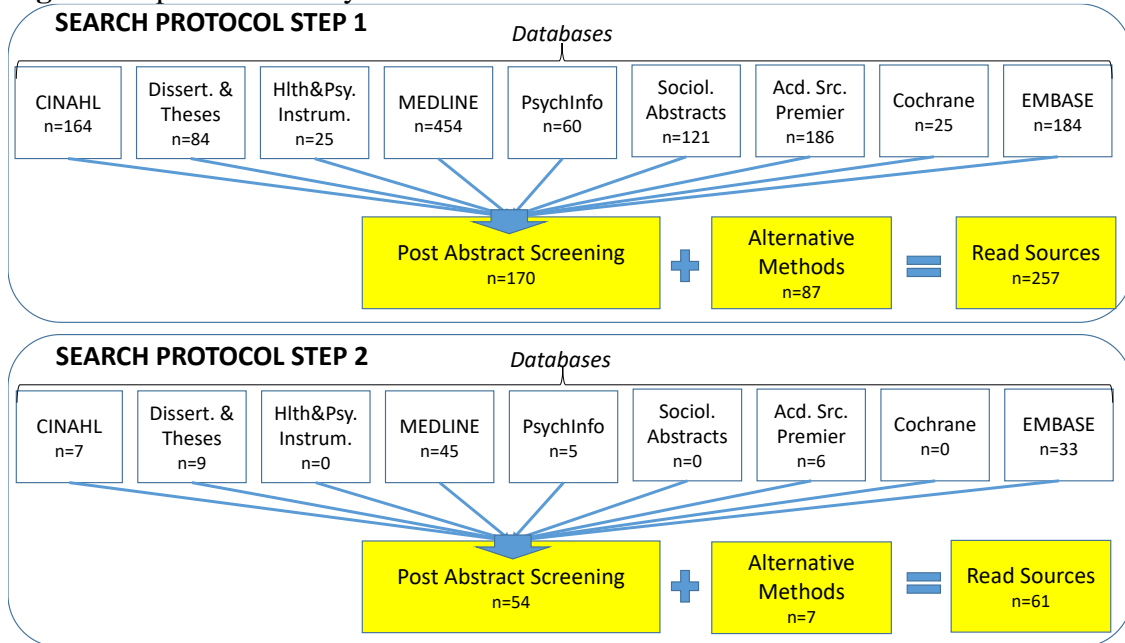 SEARCH PROTOCOL STEP 1
Databases
CINAHL
n=164
Dissert. &
Theses
n=84
Hlth&Psy.
Instrum.
n=25
MEDLINE
n=454
PsychInfo
n=60
Sociol.
Abstracts
n=121
Acd. Src.
Premier
n=186
Cochrane
n=25
EMBASE
n=184
Post Abstract Screening
n=170
Alternative
Methods
n=87
Read Sources
n=257
SEARCH PROTOCOL STEP 2
Databases
CINAHL
n=7
Dissert. &
Theses
n=9
Hlth&Psy.
Instrum.
n=0
MEDLINE
n=45
PsychInfo
n=5
Sociol.
Abstracts
n=0
Acd. Src.
Premier
n=6
Cochrane
n=0
EMBASE
n=33
Post Abstract Screening
n=54
Alternative
Methods
n=7
Read Sources
n=61